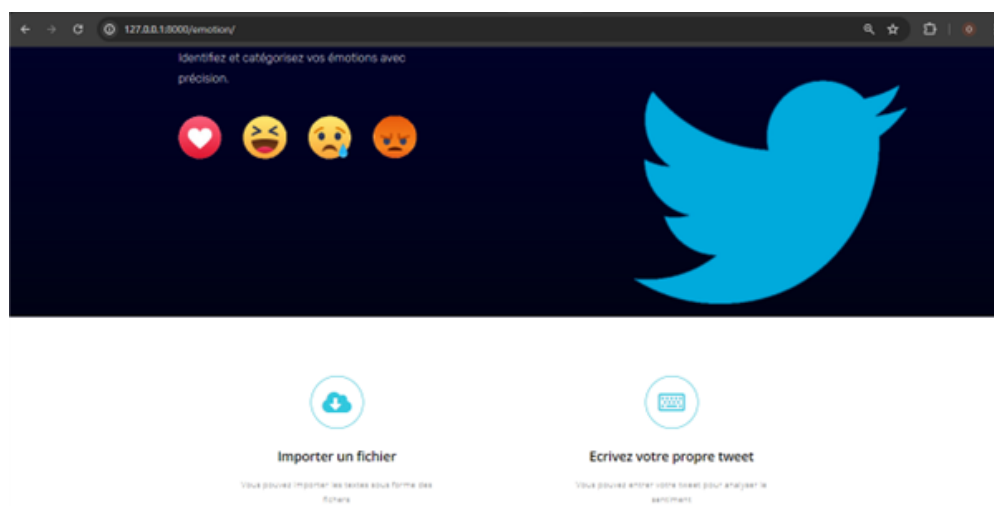 127.0.0.1:8000/emotion/
Identifiez et catégorisez vos émotions avec
précision.
Importer un fichier
Ecrivez votre propre tweet
Vous pouvez importer les textes sous forme des
fichiers
Vous pouvez entrer votre tweet pour analyser le
sentiment